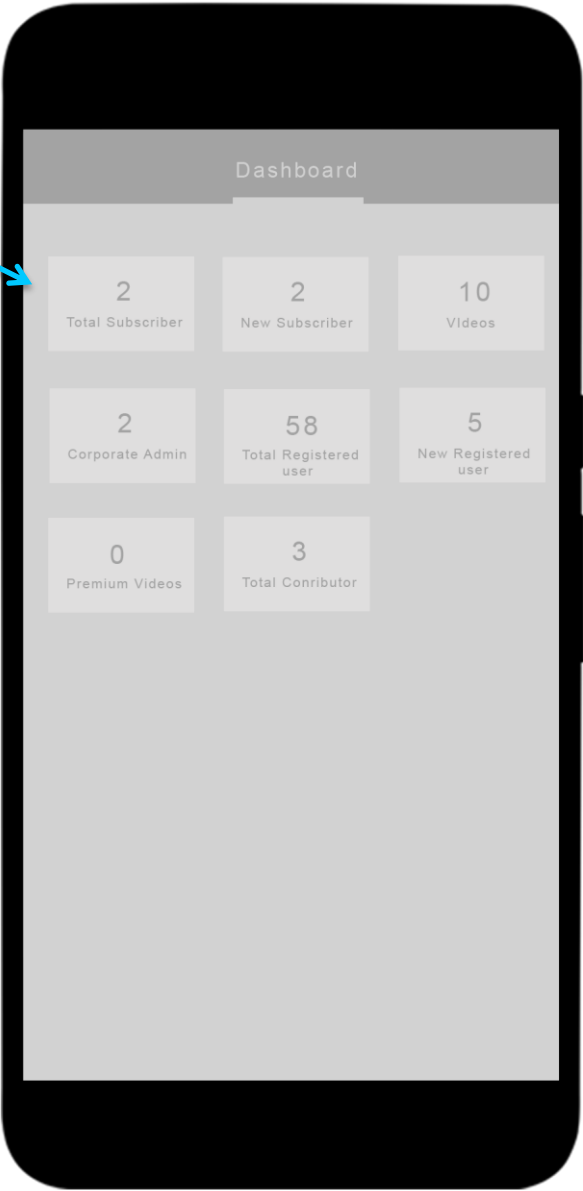 Dashboard
2
Total Subscriber
2
New Subscriber
10
VIdeos
2
Corporate Admin
58
Total Registered
user
5
New Registered
user
0
Premium Videos
3
Total Conributor